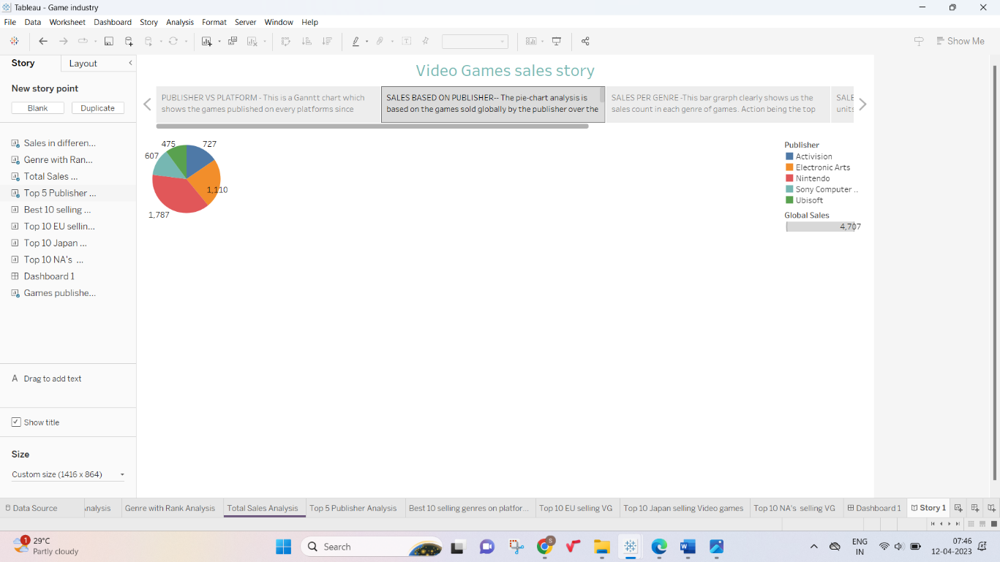 Tableau - Game industry
File Data Worksheet Dashboard Story Analysis Format Server Window Help
Show Me
Story Layout
New story point
Blank Duplicate
Sales in differen...
Genre with Ran...
Total Sales ...
Top 5 Publisher ...
Best 10 selling ...
Top 10 EU sellin...
Top 10 Japan ...
Top 10 NA's ...
Dashboard 1
Games publishe...
A Drag to add text
Show title
Size
Custom size (1416 x 864)
Video Games sales story
PUBLISHER VS PLATFORM - This is a Ganntt chart which
shows the games published on every platforms since
SALES BASED ON PUBLISHER-- The pie-chart analysis is
based on the games sold globally by the publisher over the
SALES PER GENRE -This bar grarph clearly shows us the
sales count in each genre of games. Action being the top
SALE
units
475 727
607
1,110
1,787
Publisher
Activision
Electronic Arts
Nintendo
Sony Computer ..
Ubisoft
Global Sales
4,707
Data Source nalysis Genre with Rank Analysis Total Sales Analysis Top 5 Publisher Analysis Best 10 selling genres on platfor... Top 10 EU selling VG Top 10 Japan selling Video games Top 10 NA's selling VG Dashboard 1 Story 1
1
29°C
Partly cloudy
Search
S
W
ENG
IN
07:46
12-04-2023